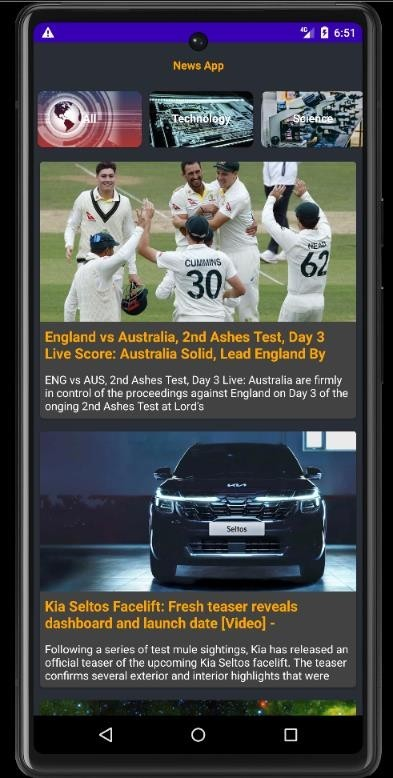 4G 6:51
News App
All Technology Science
CUMMINS
30
NEAD
62
England vs Australia, 2nd Ashes Test, Day 3
Live Score: Australia Solid, Lead England By
ENG vs AUS, 2nd Ashes Test, Day 3 Live: Australia are firmly
in control of the proceedings against England on Day 3 of the
onging 2nd Ashes Test at Lord's
KIA
Seltos
Kia Seltos Facelift: Fresh teaser reveals
dashboard and launch date [Video] -
Following a series of test mule sightings, Kia has released an
official teaser of the upcoming Kia Seltos facelift. The teaser
confirms several exterior and interior highlights that were